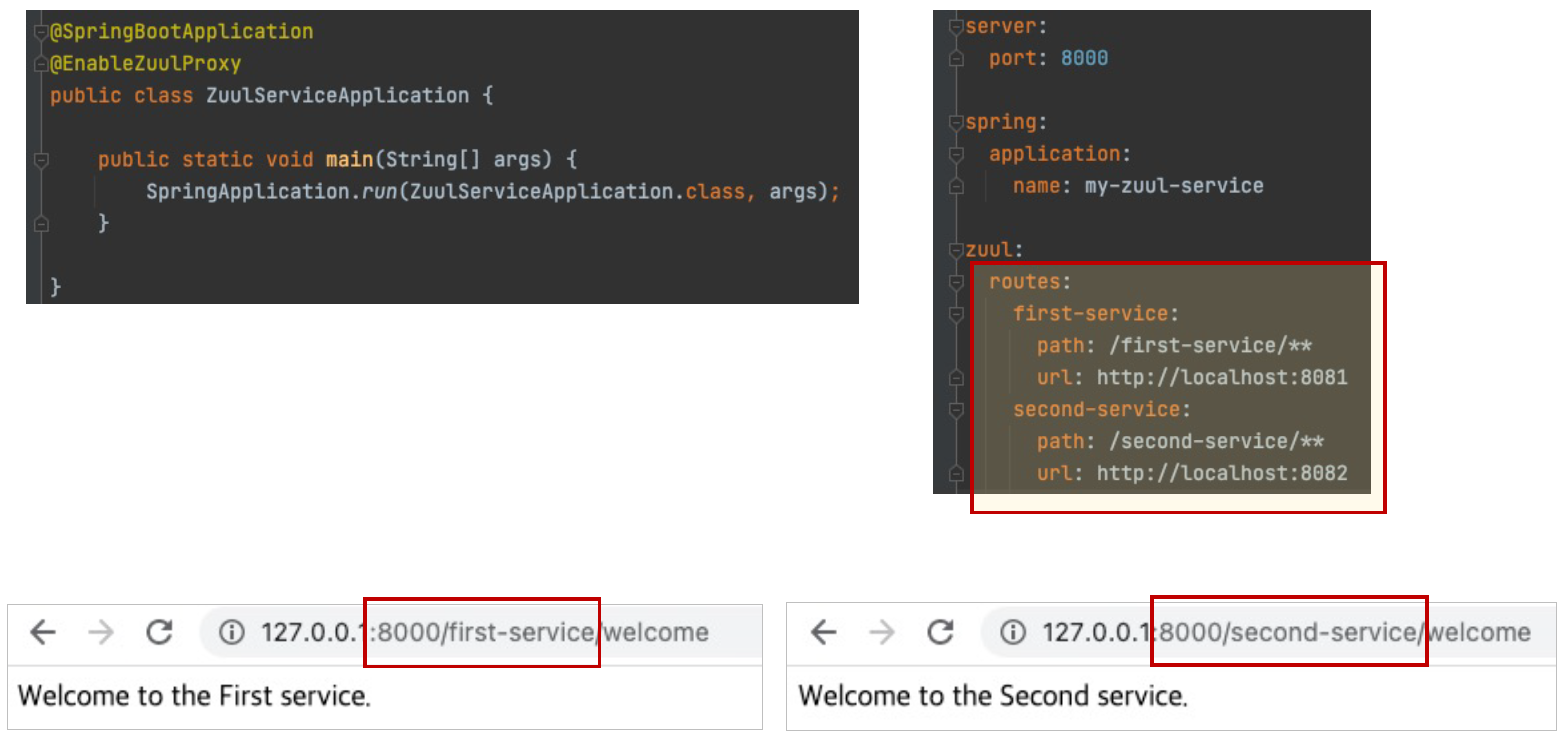 @SpringBootApplication
@EnableZuulProxy
public class ZuulServiceApplication {
public static void main(String[] args) {
SpringApplication.run(ZuulServiceApplication.class, args);
}
}
server:
port: 8000
spring:
application:
name: my-zuul-service
zuul:
routes:
first-service:
path: /first-service/**
url: http://localhost:8081
second-service:
path: /second-service/**
url: http://localhost:8082
127.0.0.1:8000/first-service/welcome
Welcome to the First service.
127.0.0.1:8000/second-service/welcome
Welcome to the Second service.